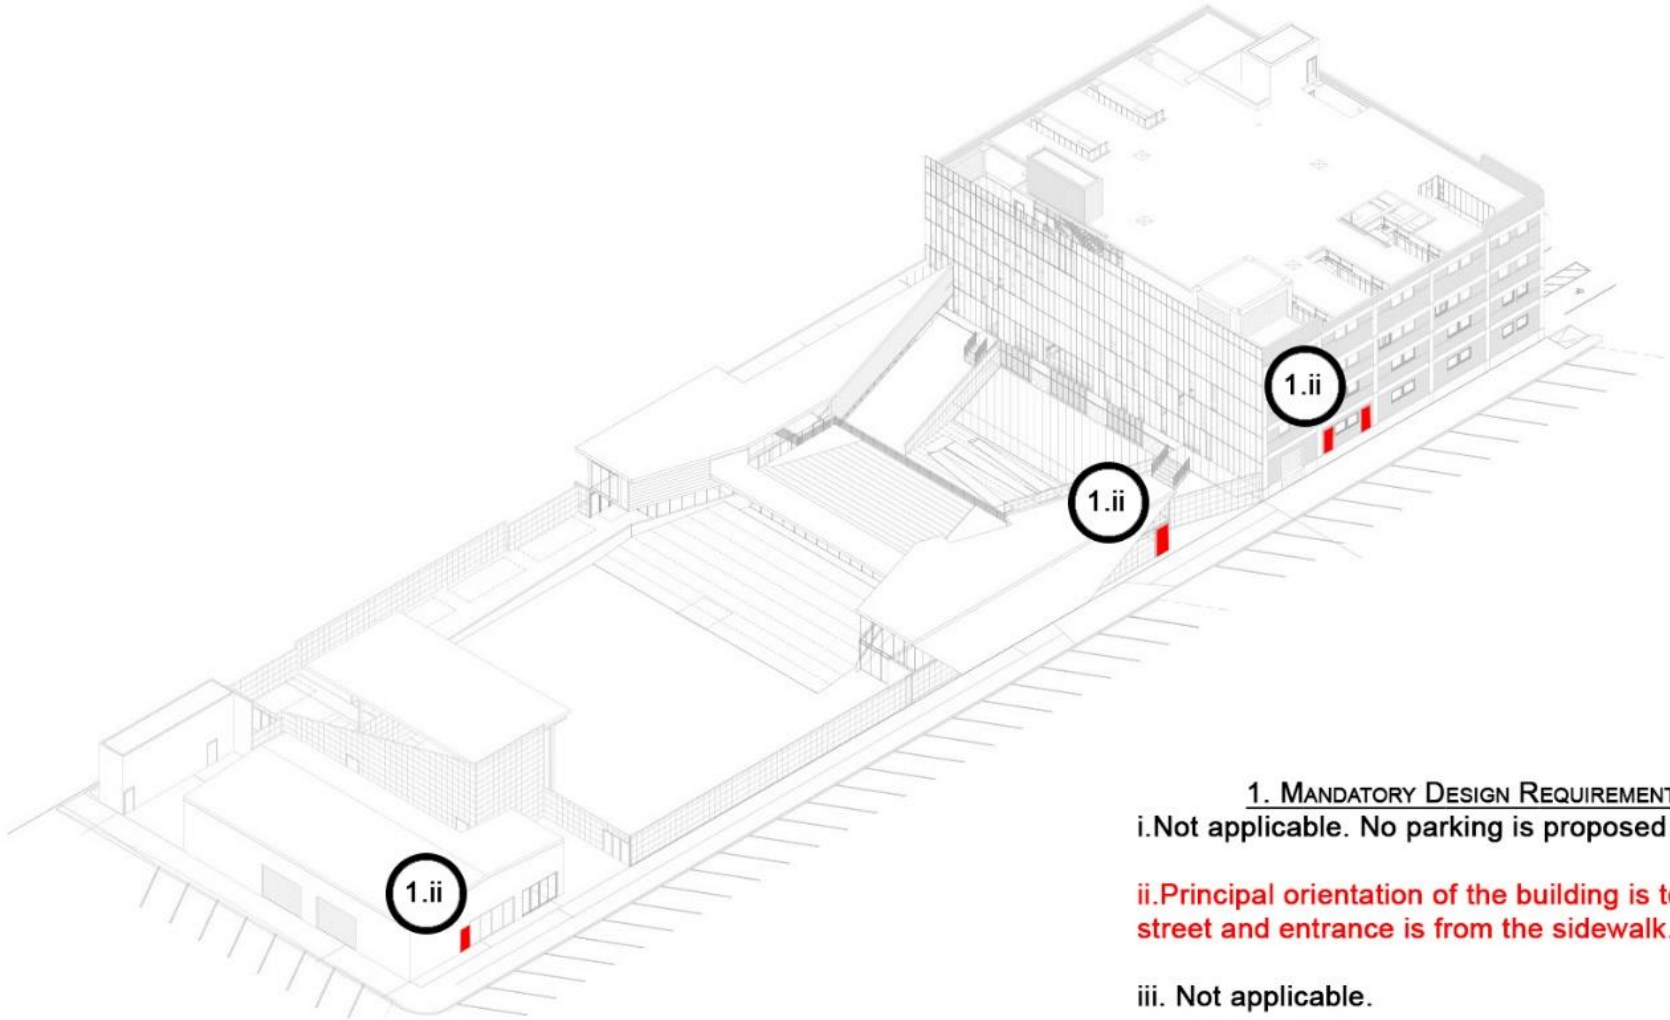 1.ii
1.ii
1.ii
1. MANDATORY DESIGN REQUIREMENT
i.Not applicable. No parking is proposed
ii.Principal orientation of the building is
street and entrance is from the sidewalk.
iii. Not applicable.